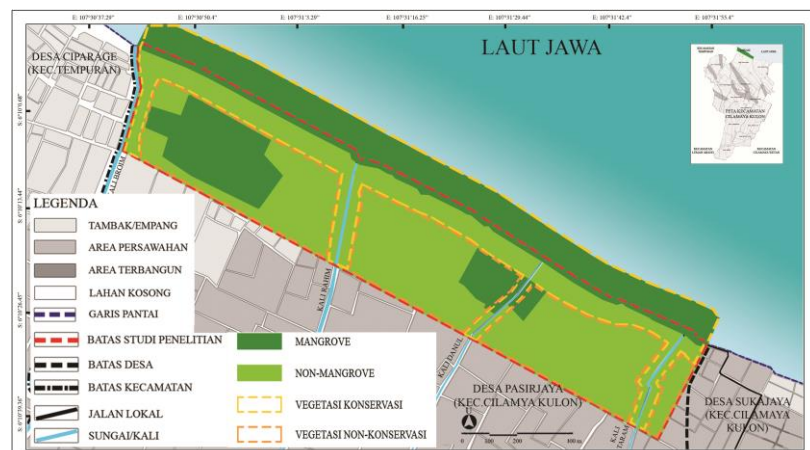 E: 107°30'37.29" E: 107°30'50.4" E: 107°31'3.29" E: 107°31'16.25" E: 107°31'29.44" E: 107°31'42.4" E: 107°31'55.6"
DESA CIPARAGE
(KEC.TEMPURAN)
LAUT JAWA
KALI RAHIM
KALI DANUL
KALI
DESA PASIRJAYA
(KEC.CILAMYA KULON)
DESA SUKAJAYA
(KEC.CILAMAYA
KULON)
LEGENDA
TAMBAK/EMPANG
AREA PERSAWAHAN
AREA TERBANGUN
LAHAN KOSONG
GARIS PANTAI
BATAS STUDI PENELITIAN
BATAS DESA
BATAS KECAMATAN
JALAN LOKAL
SUNGAI/KALI
MANGROVE
NON-MANGROVE
VEGETASI KONSERVASI
VEGETASI NON-KONSERVASI
0 100 200 400 m